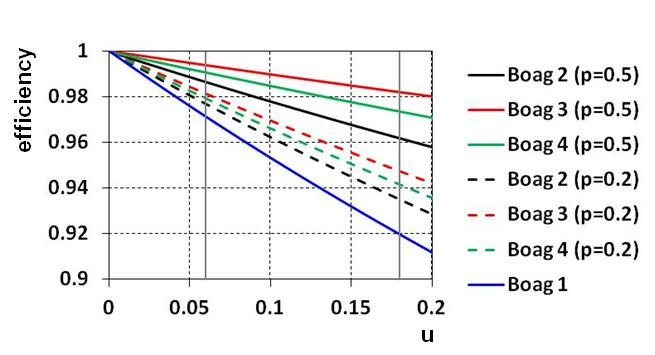 efficiency
1
0.98
0.96
0.94
0.92
0.9
0 0.05 0.1 0.15 0.2
u
Boag 2 (p=0.5)
Boag 3 (p=0.5)
Boag 4 (p=0.5)
Boag 2 (p=0.2)
Boag 3 (p=0.2)
Boag 4 (p=0.2)
Boag 1